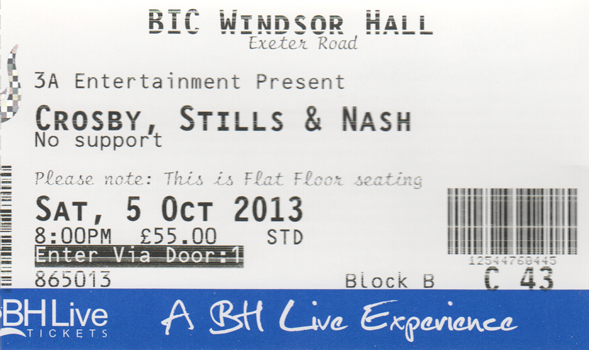 BIC WINDSOR HALL
Exeter Road
3A Entertainment Present
CROSBY, STILLS & NASH
No support
Please note: This is Flat Floor seating
SAT, 5 OCT 2013
8:00PM £55.00 STD
Enter Via Door:1
12544760445
865013 Block B C 43
BH Live
TICKETS
A BH Live Experience